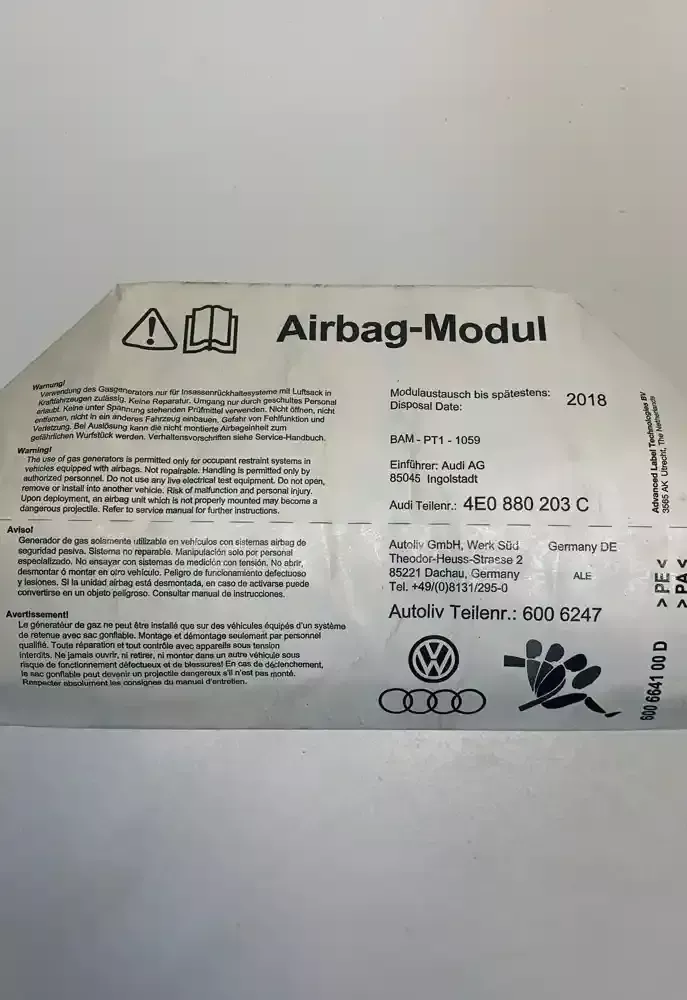 Airbag-Modul
Warnung!
Verwendung des Gasgenerators nur für Insassenrückhaltesysteme mit Luftsack in
Kraftfahrzeugen zulässig. Keine Reparatur. Umgang nur durch geschultes Personal
erlaubt. Keine unter Spannung stehenden Prüfmittel verwenden. Nicht öffnen, nicht
entfernen, nicht in ein anderes Fahrzeug einbauen. Gefahr von Fehlfunktion und
Verletzung. Bei Auslösung kann die nicht montierte Airbageinheit zum
gefährlichen Wurfstück werden. Verhaltensvorschriften siehe Service-Handbuch.
Warning!
The use of gas generators is permitted only for occupant restraint systems in
vehicles equipped with airbags. Not repairable. Handling is permitted only by
authorized personnel. Do not use any live electrical test equipment. Do not open,
remove or install into another vehicle. Risk of malfunction and personal injury.
Upon deployment, an airbag unit which is not properly mounted may become a
dangerous projectile. Refer to service manual for further instructions.
Aviso!
Generador de gas solamente utilizable en vehículos con sistemas airbag de
seguridad pasiva. Sistema no reparable. Manipulación solo por personal
especializado. No ensayar con sistemas de medición con tensión. No abrir,
desmontar ó montar en otro vehículo. Peligro de funcionamiento defectuoso
y lesiones. Si la unidad airbag está desmontada, en caso de activarse puede
convertirse en un objeto peligroso. Consultar manual de instrucciones.
Avertissement!
Le générateur de gaz ne peut être installé que sur des véhicules équipés d'un système
de retenue avec sac gonflable. Montage et démontage seulement par personnel
qualifié. Toute réparation et tout contrôle avec appareils sous tension
interdits. Ne jamais ouvrir, ni retirer, ni monter dans un autre véhicule sous
risque de fonctionnement défectueux et de blessures! En cas de déclenchement,
le sac gonflable peut devenir un projectile dangereux s'il n'est pas monté.
Respecter absolument les consignes du manuel d'entretien.
Modulaustausch bis spätestens: 2018
Disposal Date:
BAM - PT1 - 1059
Einführer: Audi AG
85045 Ingolstadt
Audi Teilenr.: 4E0 880 203 C
Autoliv GmbH, Werk Süd Germany DE
Theodor-Heuss-Strasse 2
85221 Dachau, Germany ALE
Tel. +49/(0)8131/295-0
Autoliv Teilenr.: 600 6247
Advanced Label Technologies BV
3565 AK Utrecht, The Netherlands
> PE <
> PA <
600 6641 00 D